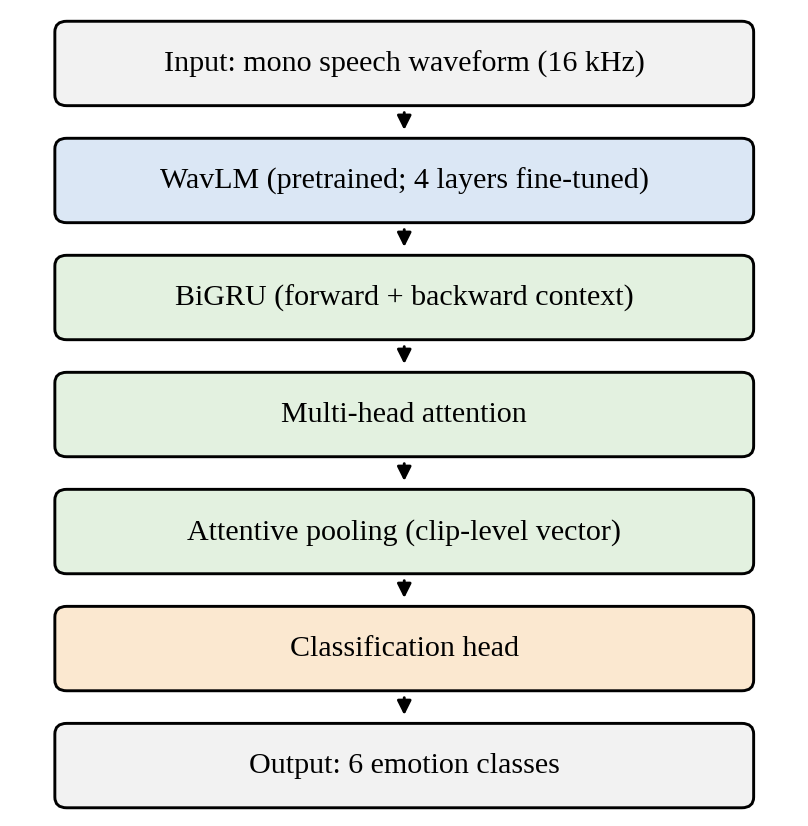 Input: mono speech waveform (16 kHz)
WavLM (pretrained; 4 layers fine-tuned)
BiGRU (forward + backward context)
Multi-head attention
Attentive pooling (clip-level vector)
Classification head
Output: 6 emotion classes